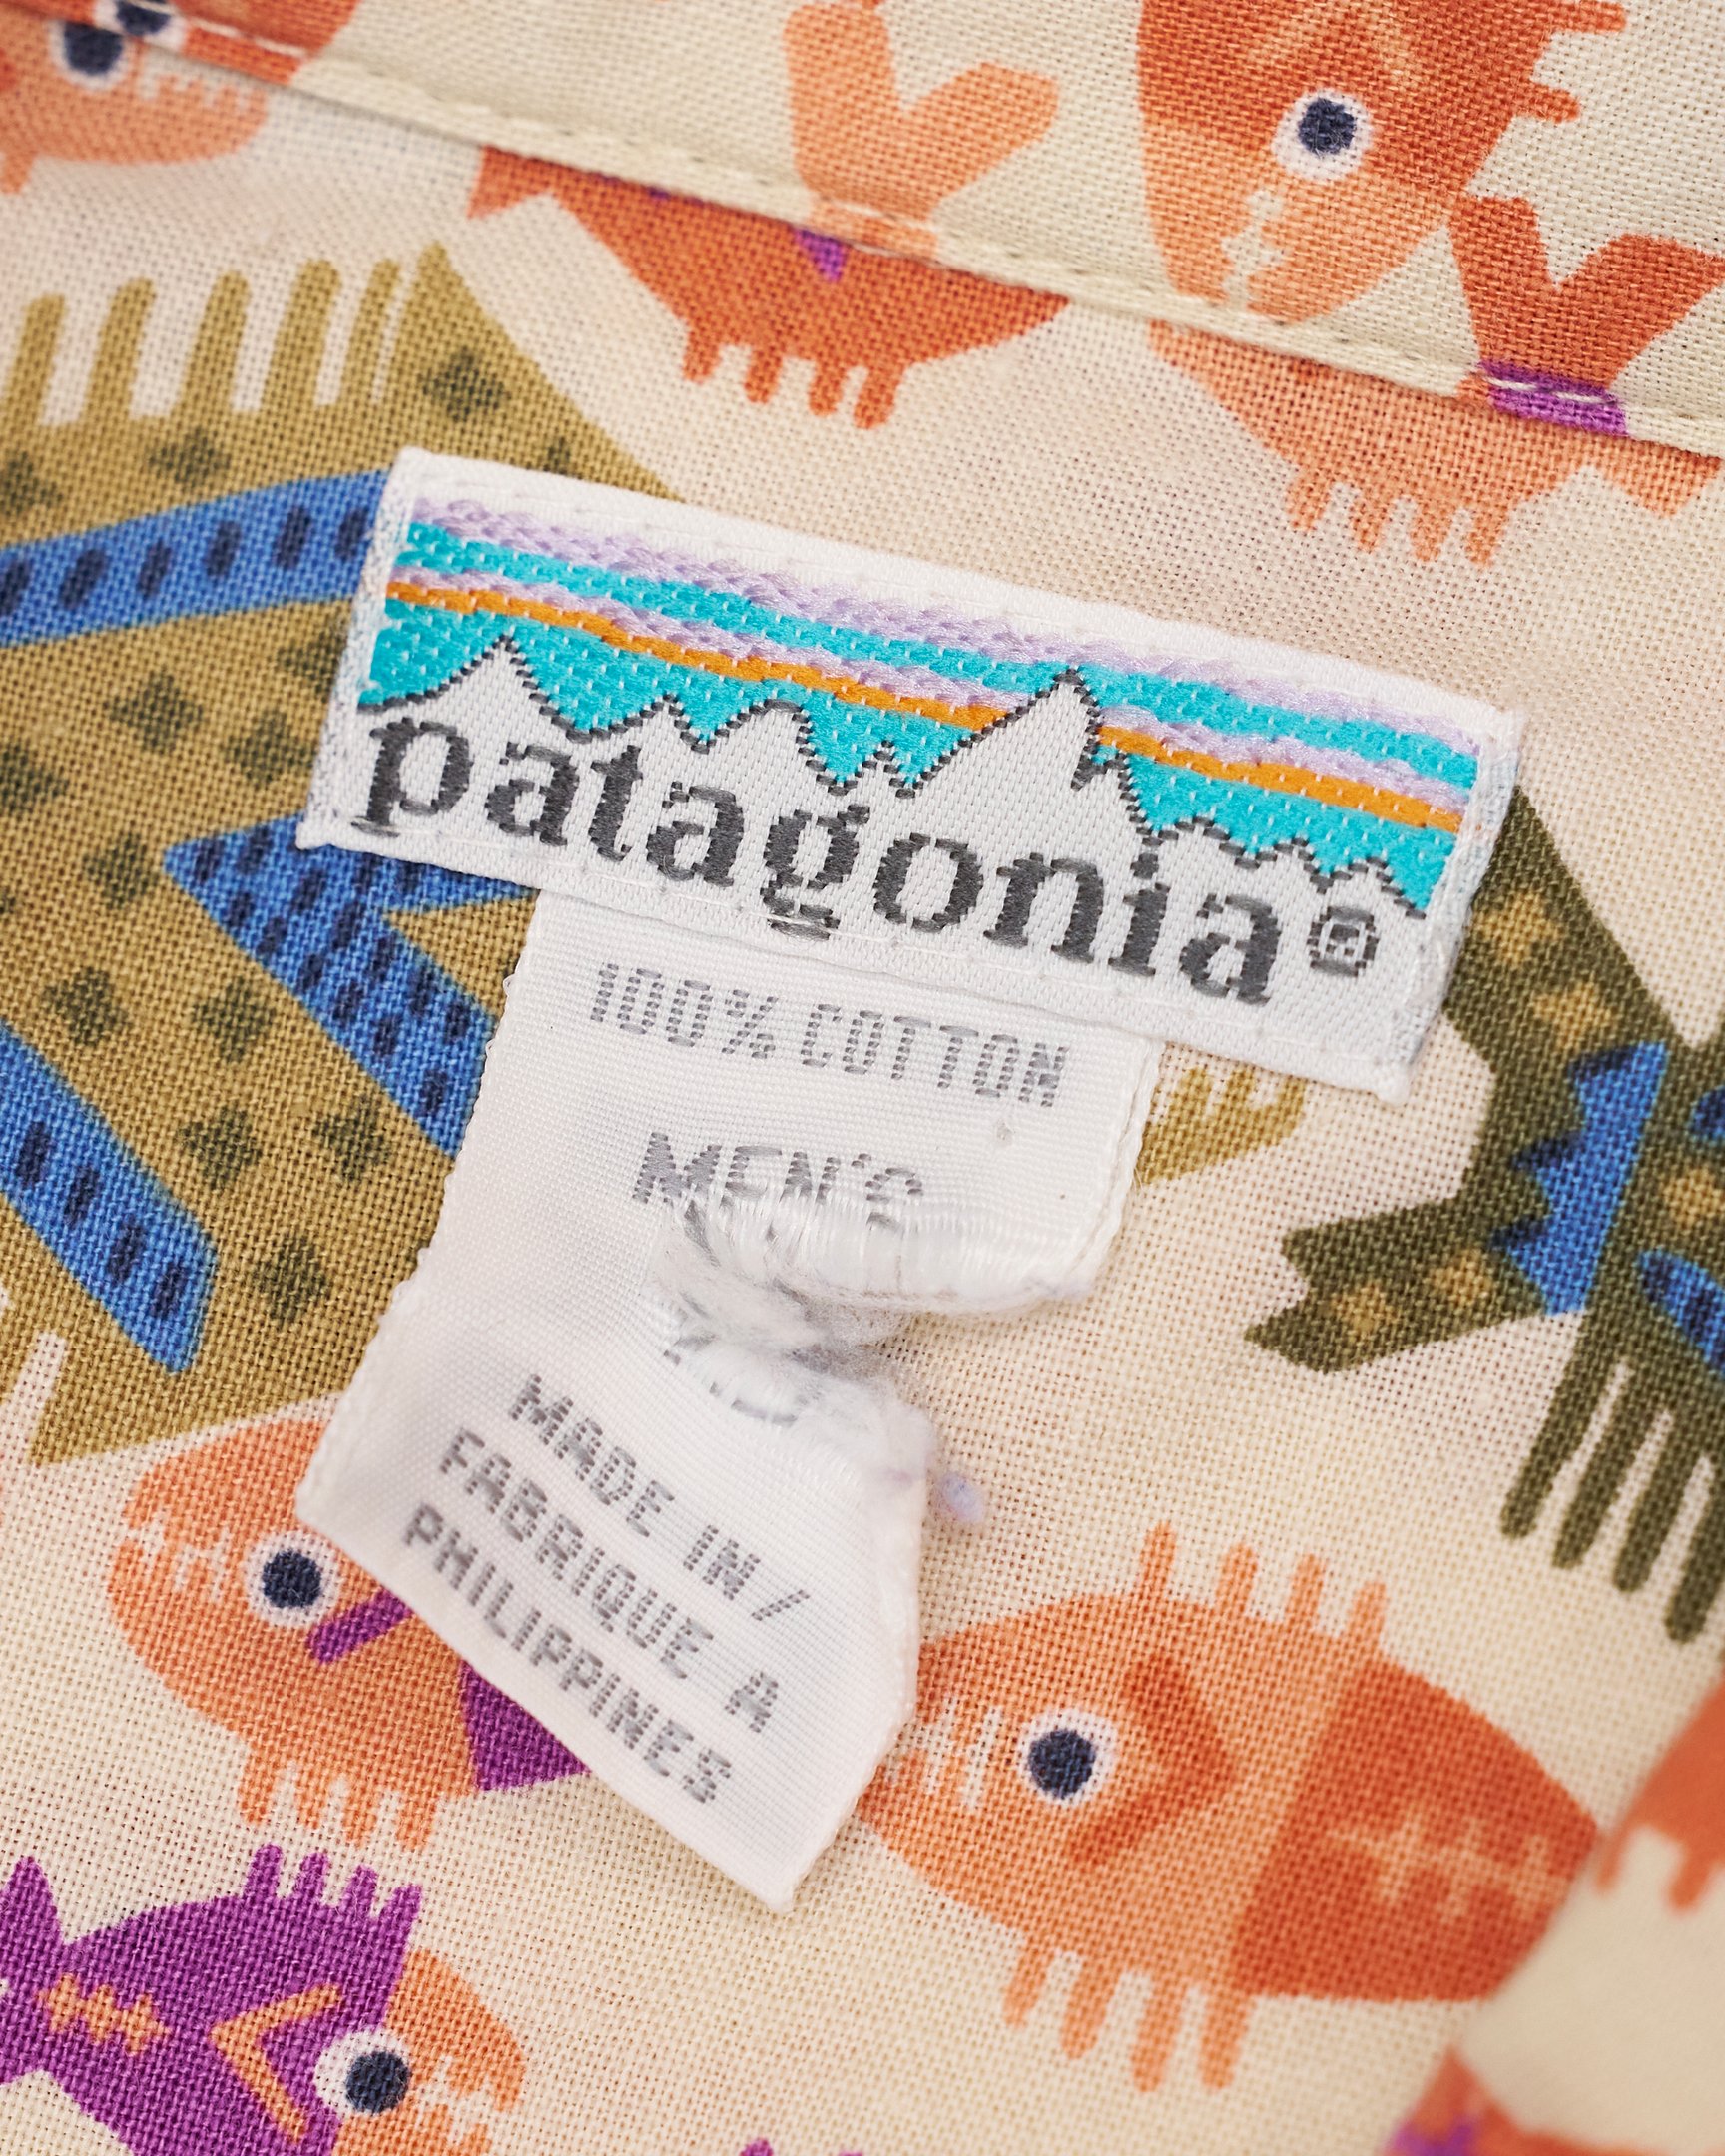 patagonia®
100% COTTON
MEN'S
MADE IN/
FABRIQUE A
PHILIPPINES